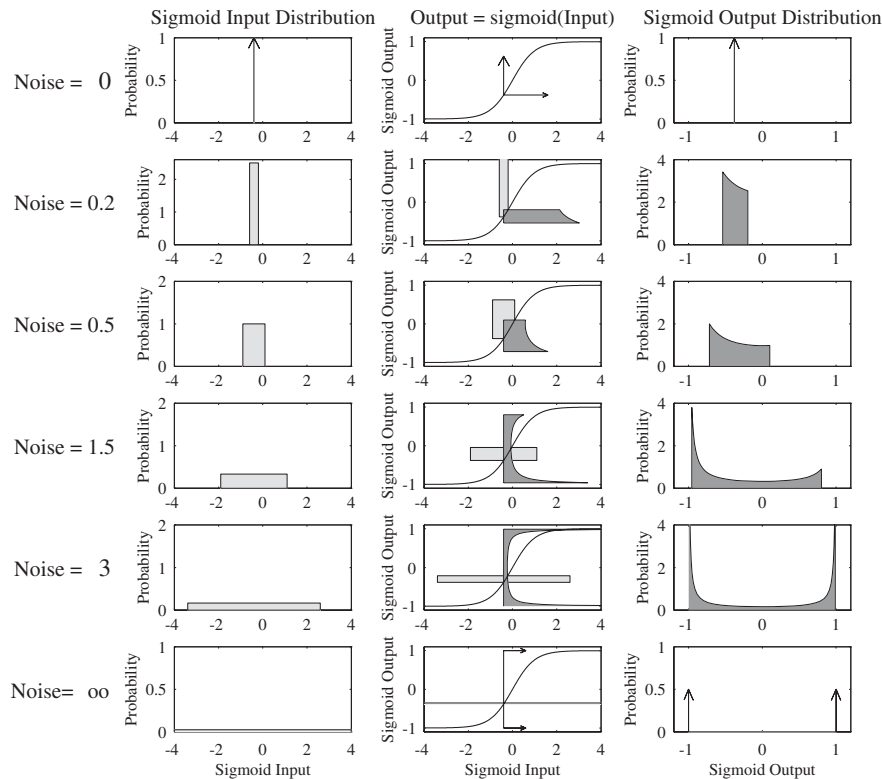 Sigmoid Input Distribution
Output = sigmoid(Input)
Sigmoid Output Distribution
Noise = 0
Probability
1
0.5
0
-4 -2 0 2 4
Sigmoid Output
1
0
-1
-4 -2 0 2 4
Probability
1
0.5
0
-1 0 1
Noise = 0.2
Probability
2
1
0
-4 -2 0 2 4
Sigmoid Output
1
0
-1
-4 -2 0 2 4
Probability
4
2
0
-1 0 1
Noise = 0.5
Probability
2
1
0
-4 -2 0 2 4
Sigmoid Output
1
0
-1
-4 -2 0 2 4
Probability
4
2
0
-1 0 1
Noise = 1.5
Probability
2
1
0
-4 -2 0 2 4
Sigmoid Output
1
0
-1
-4 -2 0 2 4
Probability
4
2
0
-1 0 1
Noise = 3
Probability
2
1
0
-4 -2 0 2 4
Sigmoid Output
1
0
-1
-4 -2 0 2 4
Probability
4
2
0
-1 0 1
Noise= oo
Probability
1
0.5
0
-4 -2 0 2 4
Sigmoid Input
Sigmoid Output
1
0
-1
-4 -2 0 2 4
Sigmoid Input
Probability
1
0.5
0
-1 0 1
Sigmoid Output